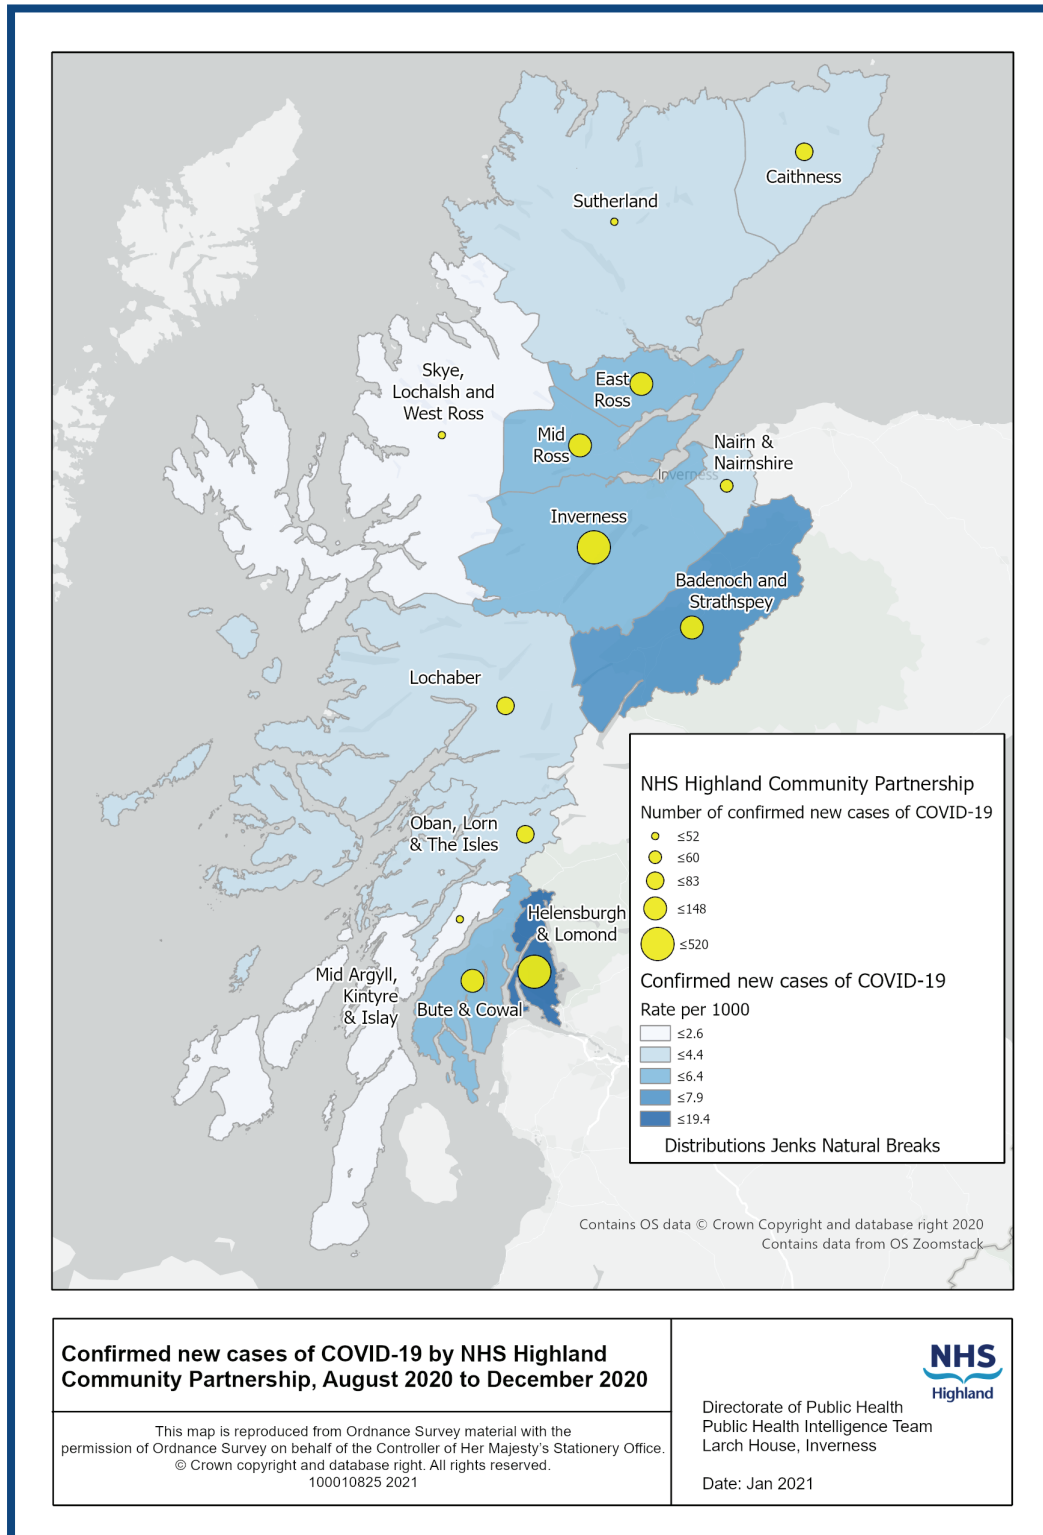 Caithness
Sutherland
Skye,
Lochalsh and
West Ross
East
Ross
Mid
Ross
Nairn &
Nairnshire
Inverness
Inverness
Badenoch and
Strathspey
Lochaber
Oban, Lorn
& The Isles
Helensburgh
& Lomond
Mid Argyll,
Kintyre
& Islay
Bute & Cowal
NHS Highland Community Partnership
Number of confirmed new cases of COVID-19
≤52
≤60
≤83
≤148
≤520
Confirmed new cases of COVID-19
Rate per 1000
≤2.6
≤4.4
≤6.4
≤7.9
≤19.4
Distributions Jenks Natural Breaks
Contains OS data © Crown Copyright and database right 2020
Contains data from OS Zoomstack
Confirmed new cases of COVID-19 by NHS Highland
Community Partnership, August 2020 to December 2020
This map is reproduced from Ordnance Survey material with the
permission of Ordnance Survey on behalf of the Controller of Her Majesty's Stationery Office.
© Crown copyright and database right. All rights reserved.
100010825 2021
NHS
Highland
Directorate of Public Health
Public Health Intelligence Team
Larch House, Inverness
Date: Jan 2021